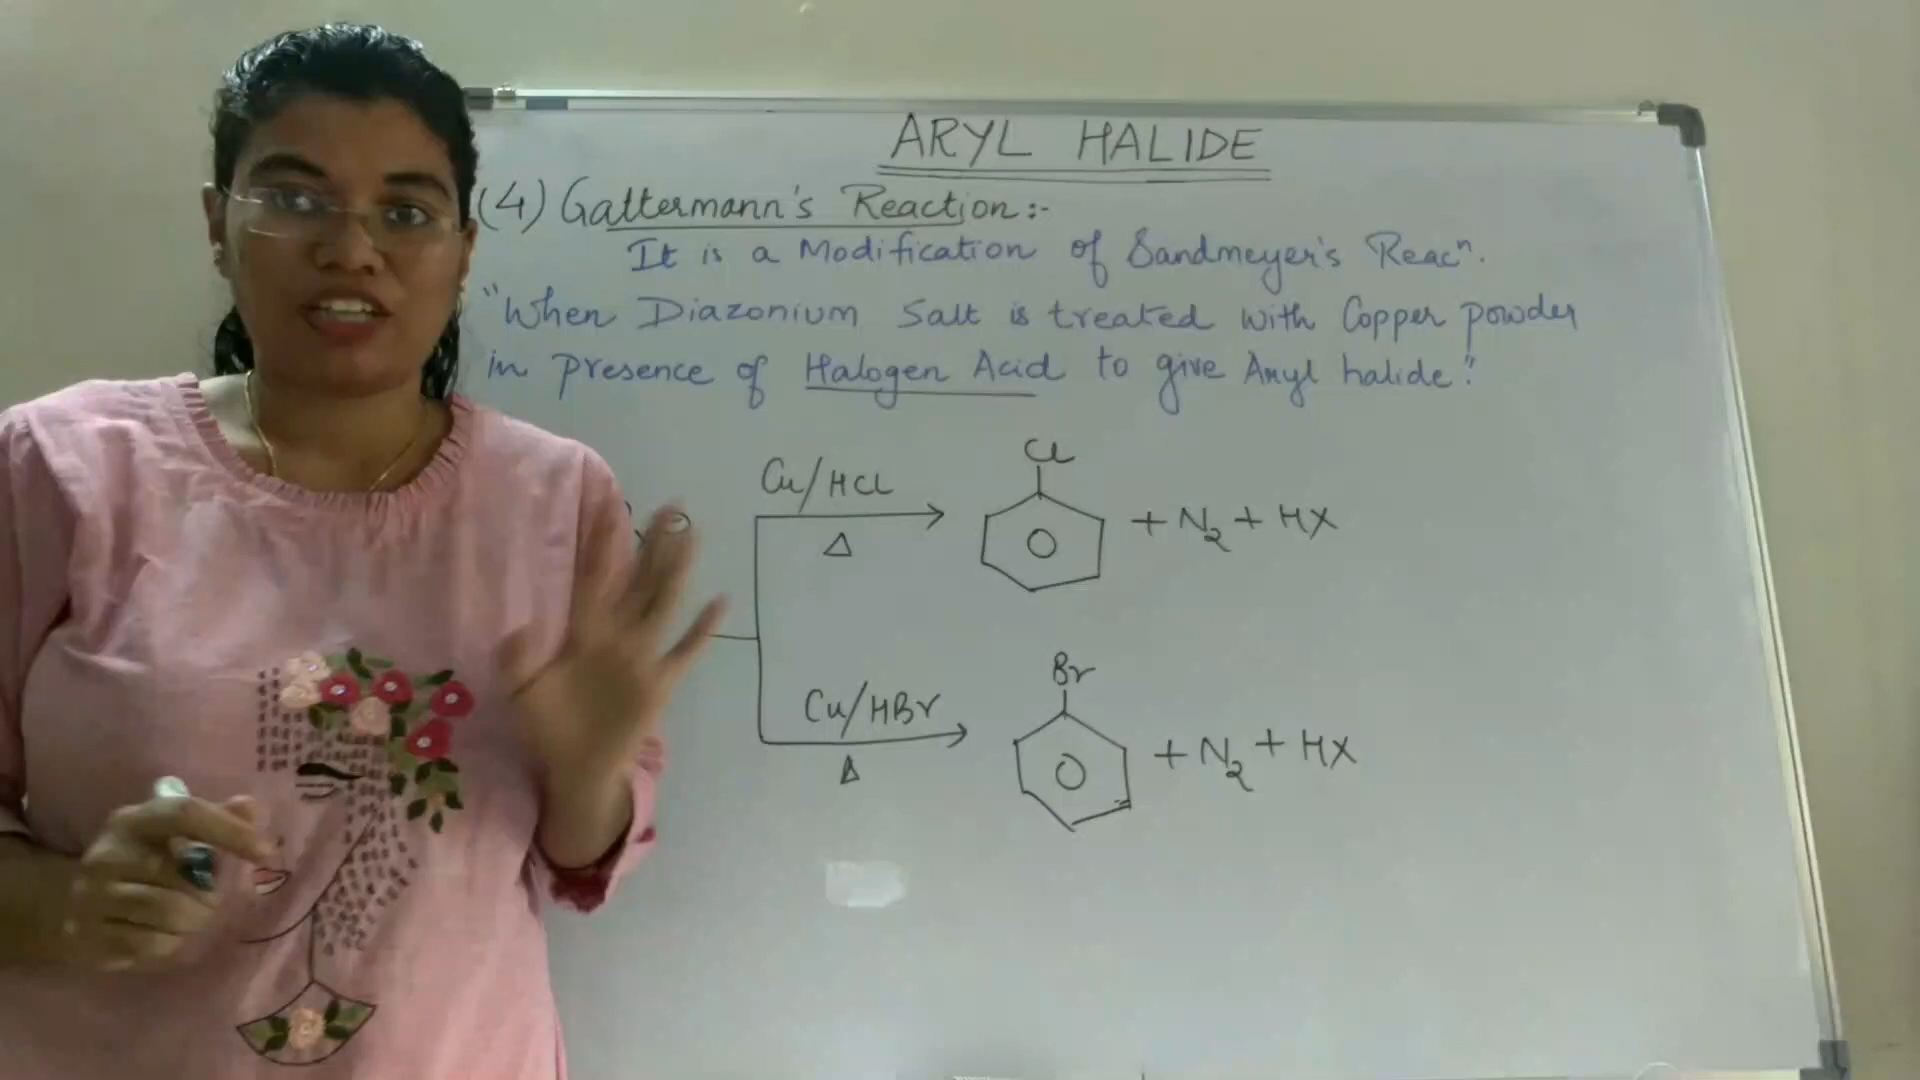 ARYL HALIDE
(4) Gattermann's Reaction:-
It is a Modification of Sandmeyer's Reacⁿ.
"When Diazonium Salt is treated with Copper powder
in presence of Halogen Acid to give Aryl halide."
Cu/HCl
Δ
Cl
+ N₂ + HX
Cu/HBr
Δ
Br
+ N₂ + HX